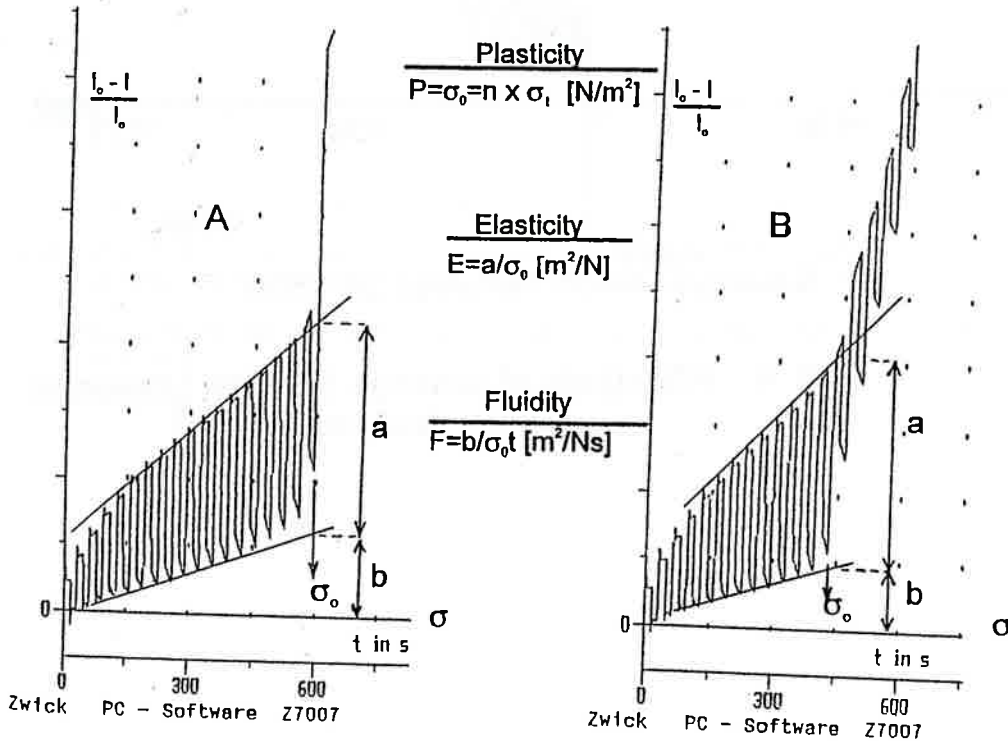 l₀ - l
l₀
A
a
b
σ₀
σ
0
t in s
0
300
600
Zwick PC - Software Z7007
Plasticity
P=σ₀=n x σₜ [N/m²]
Elasticity
E=a/σ₀ [m²/N]
Fluidity
F=b/σ₀t [m²/Ns]
l₀ - l
l₀
B
a
b
σ₀
σ
0
t in s
0
300
600
Zwick PC - Software Z7007